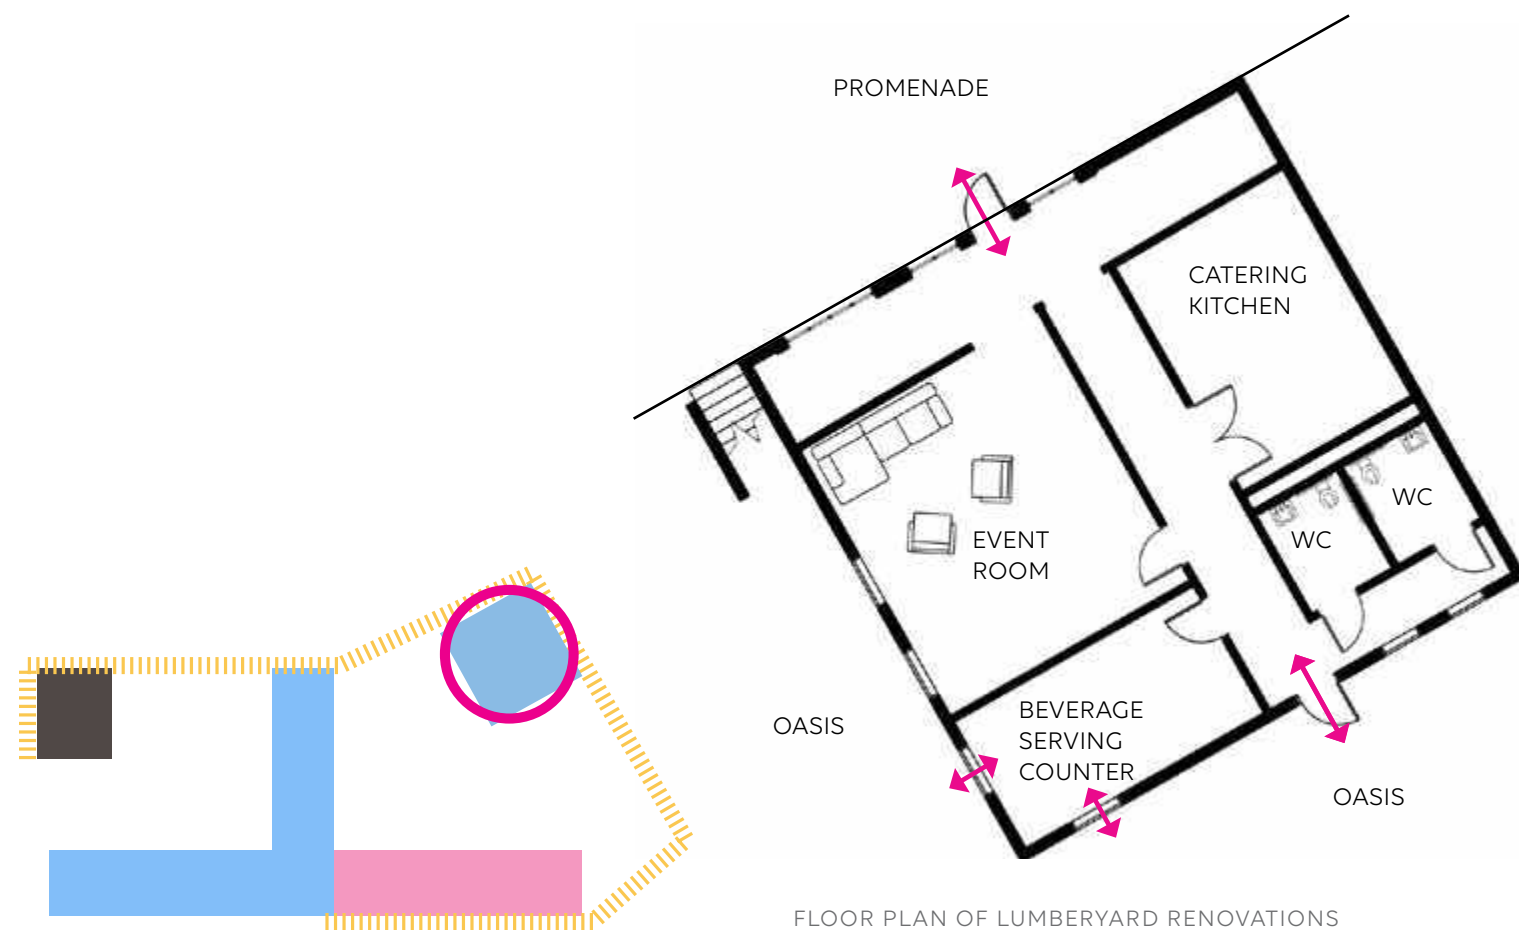 PROMENADE
CATERING
KITCHEN
WC
WC
EVENT
ROOM
BEVERAGE
SERVING
COUNTER
OASIS
OASIS
FLOOR PLAN OF LUMBERYARD RENOVATIONS